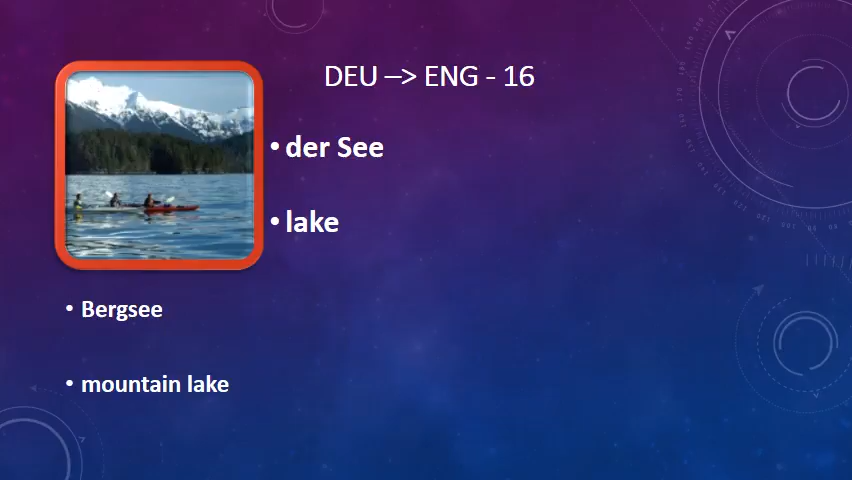 DEU –> ENG - 16
• der See
• lake
• Bergsee
• mountain lake